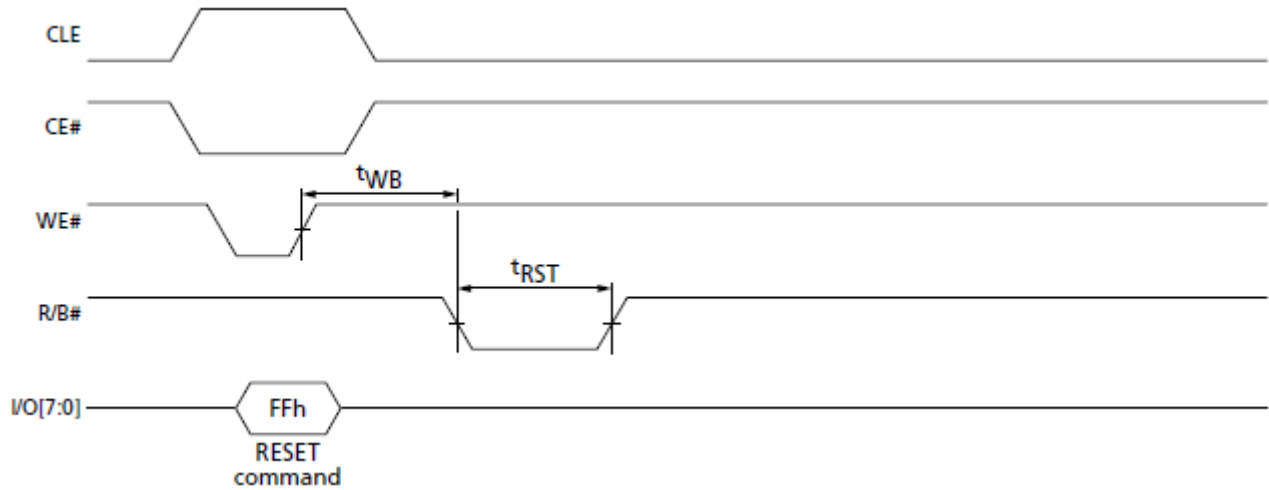 CLE
CE#
tWB
WE#
tRST
R/B#
I/O[7:0]
FFh
RESET
command